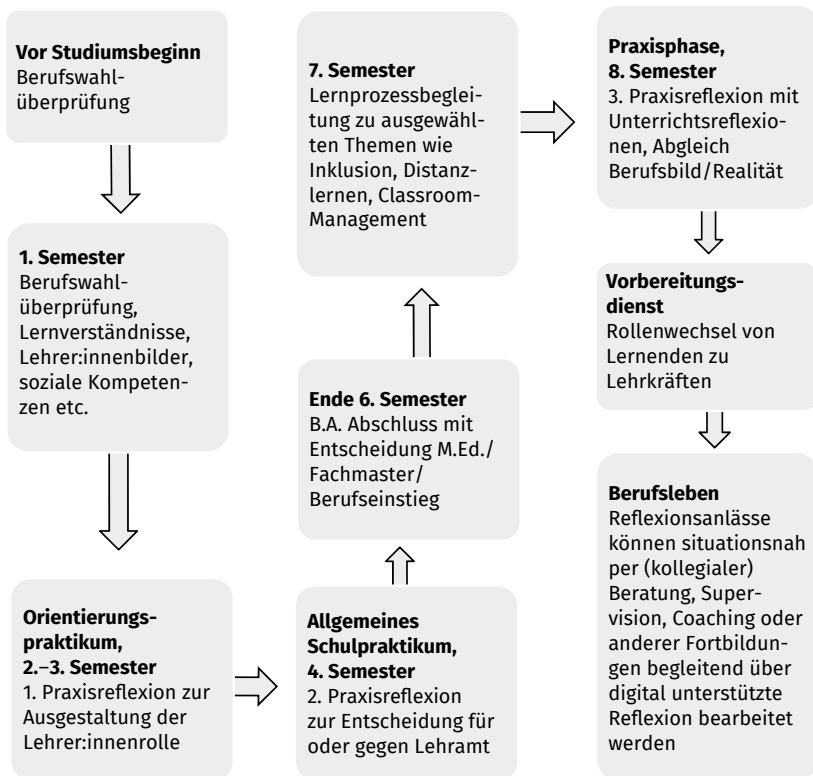 Vor Studiumsbeginn
Berufswahl-
überprüfung
1. Semester
Berufswahl-
überprüfung,
Lernverständnisse,
Lehrer:innenbilder,
soziale Kompeten-
zen etc.
Orientierungs-
praktikum,
2.–3. Semester
1. Praxisreflexion zur
Ausgestaltung der
Lehrer:innenrolle
Allgemeines
Schulpraktikum,
4. Semester
2. Praxisreflexion
zur Entscheidung für
oder gegen Lehramt
Ende 6. Semester
B.A. Abschluss mit
Entscheidung M.Ed./
Fachmaster/
Berufseinstieg
7. Semester
Lernprozessbeglei-
tung zu ausgewähl-
ten Themen wie
Inklusion, Distanz-
lernen, Classroom-
Management
Praxisphase,
8. Semester
3. Praxisreflexion mit
Unterrichtsreflexio-
nen, Abgleich
Berufsbild/Realität
Vorbereitungs-
dienst
Rollenwechsel von
Lernenden zu
Lehrkräften
Berufsleben
Reflexionsanlässe
können situationsnah
per (kollegialer)
Beratung, Super-
vision, Coaching oder
anderer Fortbildun-
gen begleitend über
digital unterstützte
Reflexion bearbeitet
werden